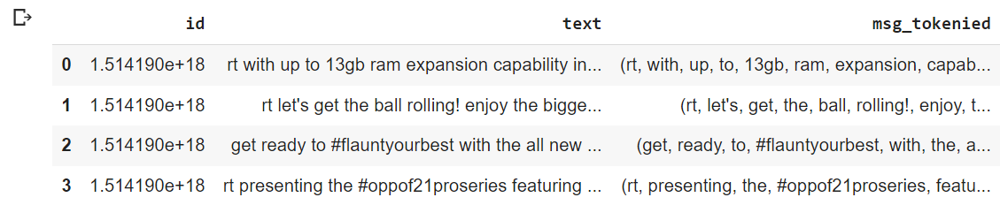 id text msg_tokenied
0 1.514190e+18 rt with up to 13gb ram expansion capability in... (rt, with, up, to, 13gb, ram, expansion, capab...
1 1.514190e+18 rt let's get the ball rolling! enjoy the bigge... (rt, let's, get, the, ball, rolling!, enjoy, t...
2 1.514190e+18 get ready to #flauntyourbest with the all new ... (get, ready, to, #flauntyourbest, with, the, a...
3 1.514190e+18 rt presenting the #oppof21proseries featuring ... (rt, presenting, the, #oppof21proseries, featu...